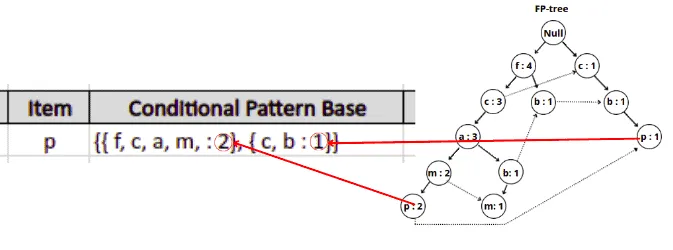 FP-tree
Null
f : 4
c : 1
c : 3
b : 1
b : 1
a : 3
p : 1
m : 2
b : 1
p : 2
m : 1
Item Conditional Pattern Base
p {{ f, c, a, m, : 2}, { c, b : 1}}